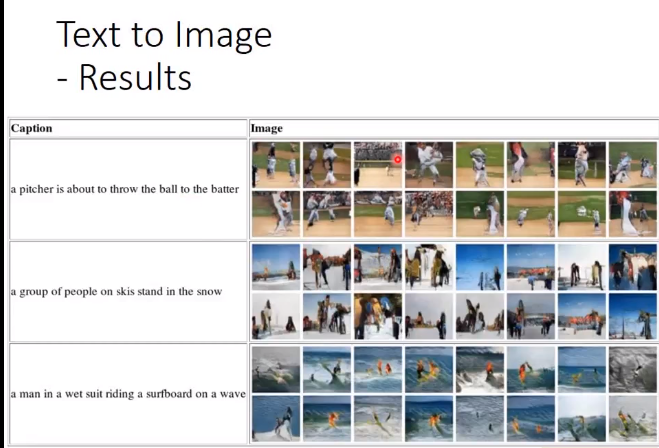 Text to Image
- Results
Caption
Image
a pitcher is about to throw the ball to the batter
a group of people on skis stand in the snow
a man in a wet suit riding a surfboard on a wave